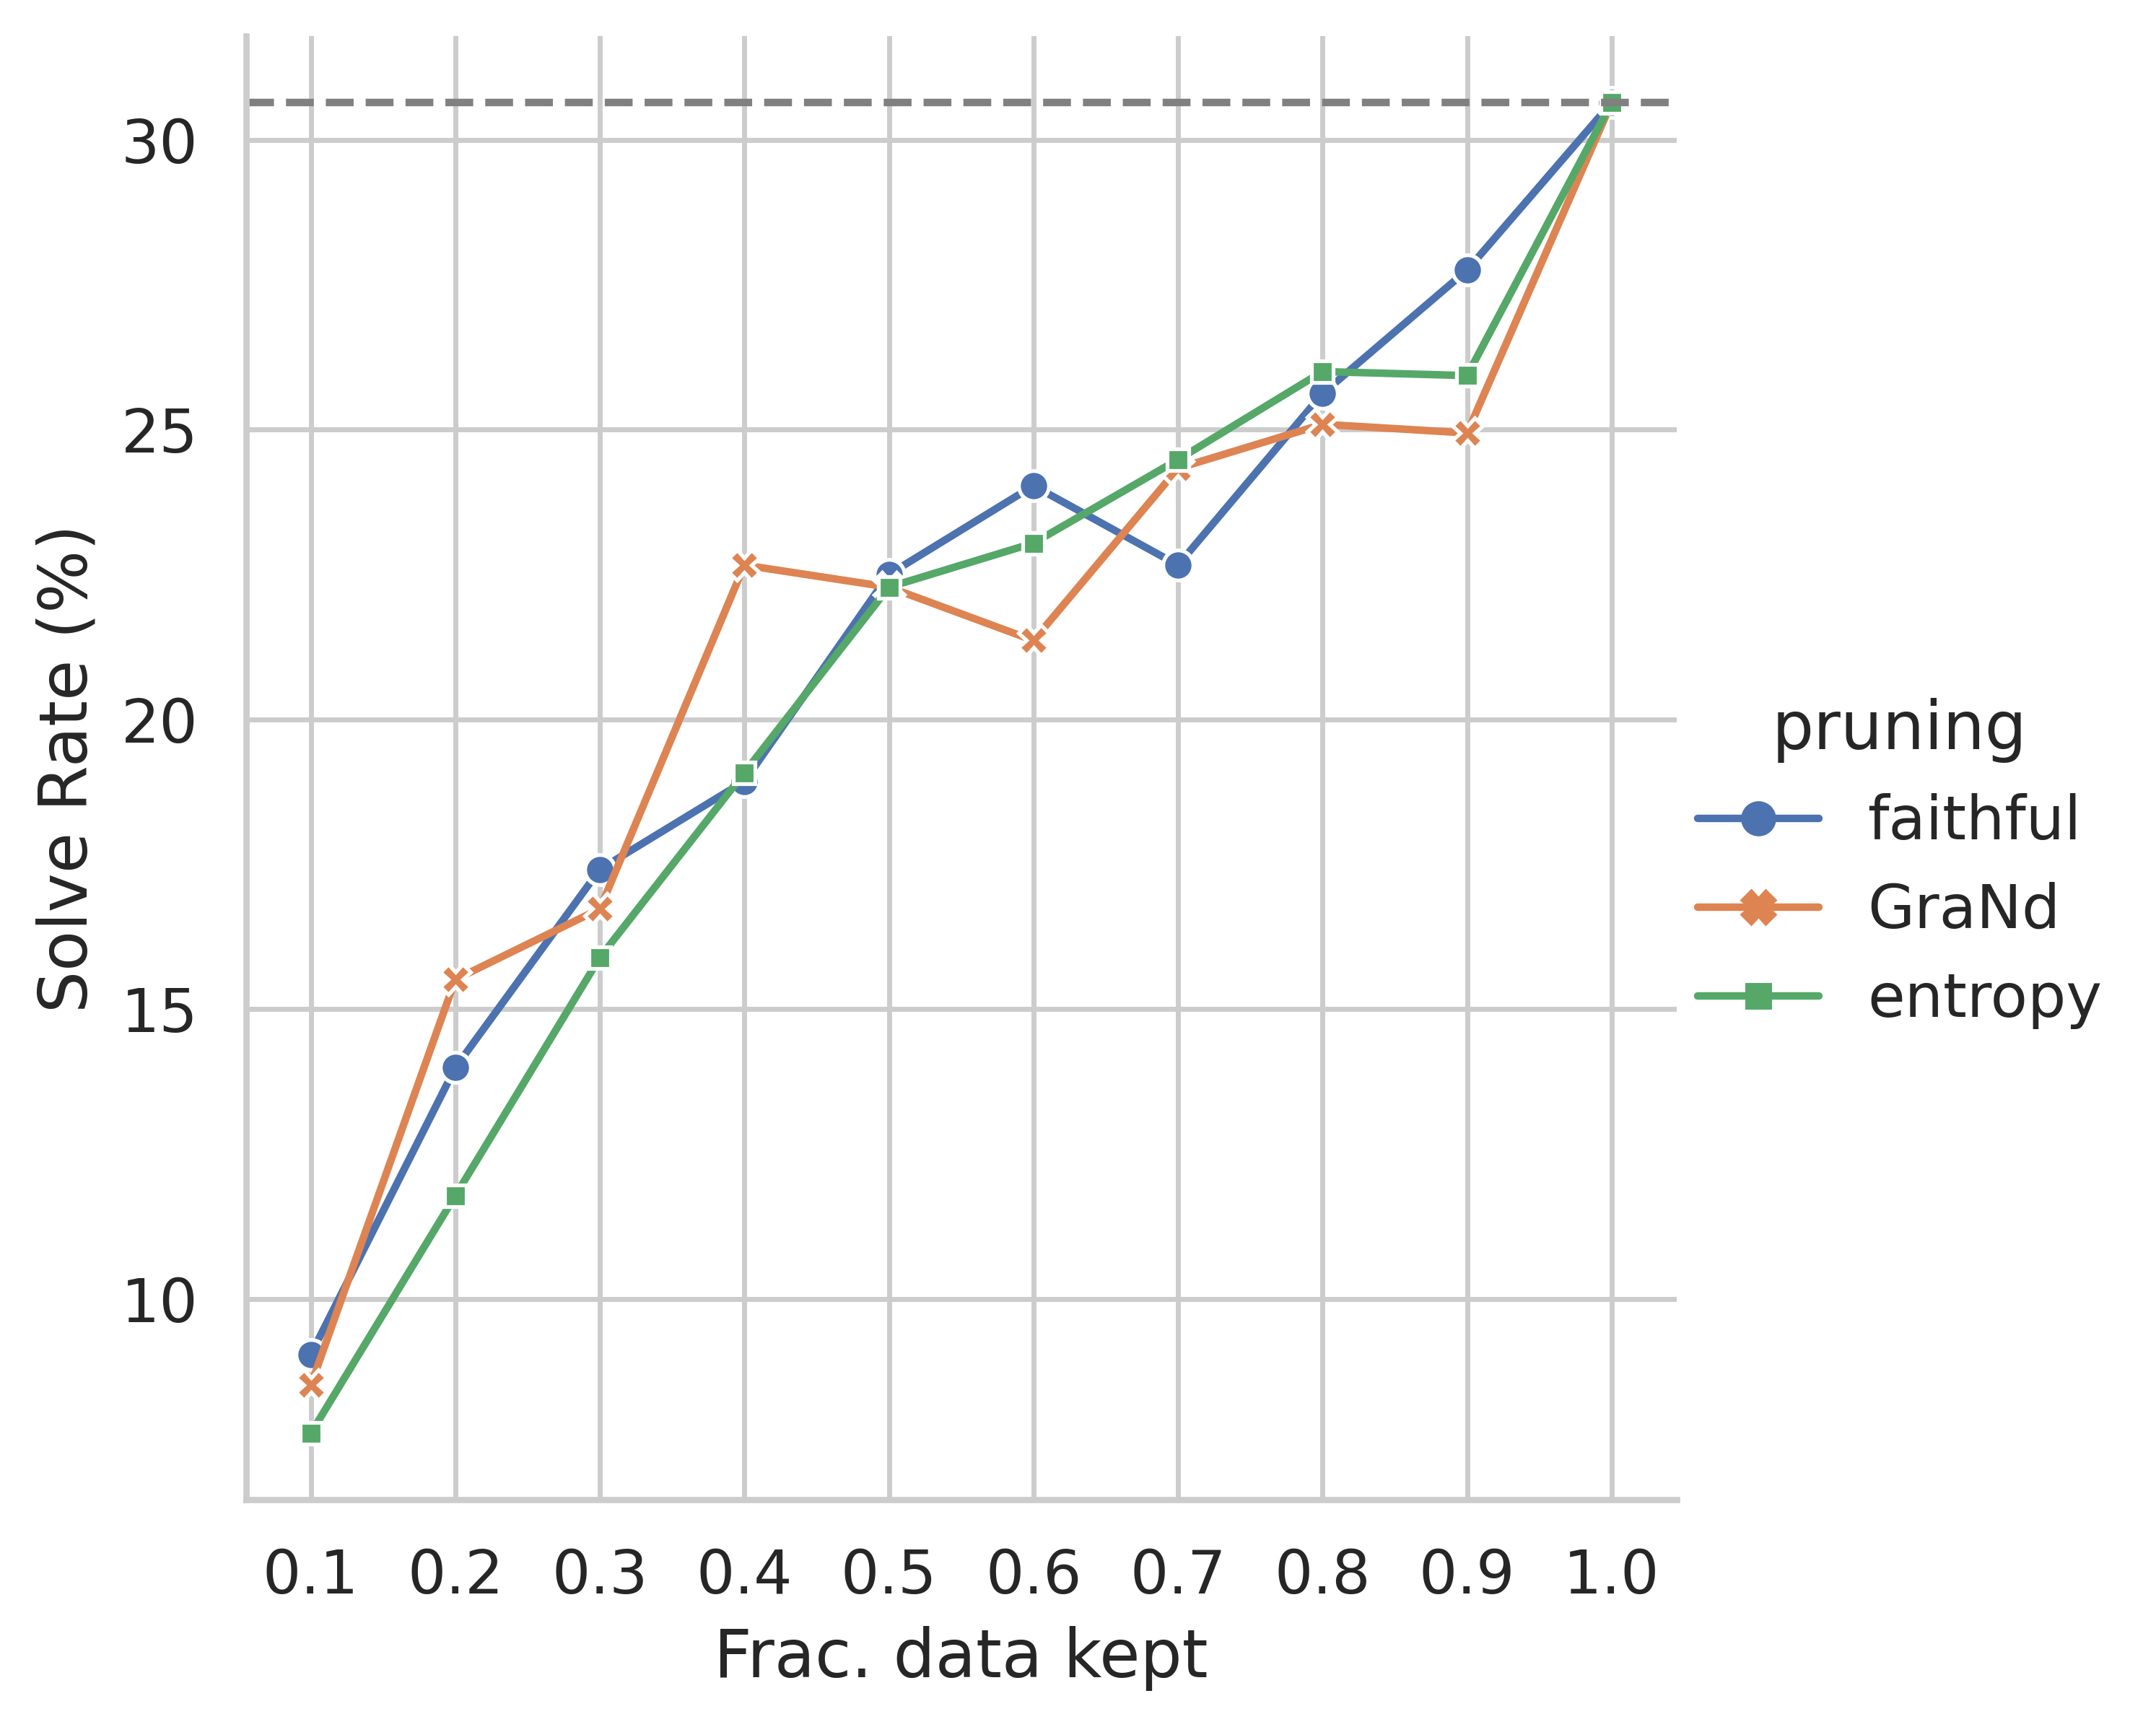 30
25
20
15
10
Solve Rate (%)
0.1 0.2 0.3 0.4 0.5 0.6 0.7 0.8 0.9 1.0
Frac. data kept
pruning
faithful
GraNd
entropy